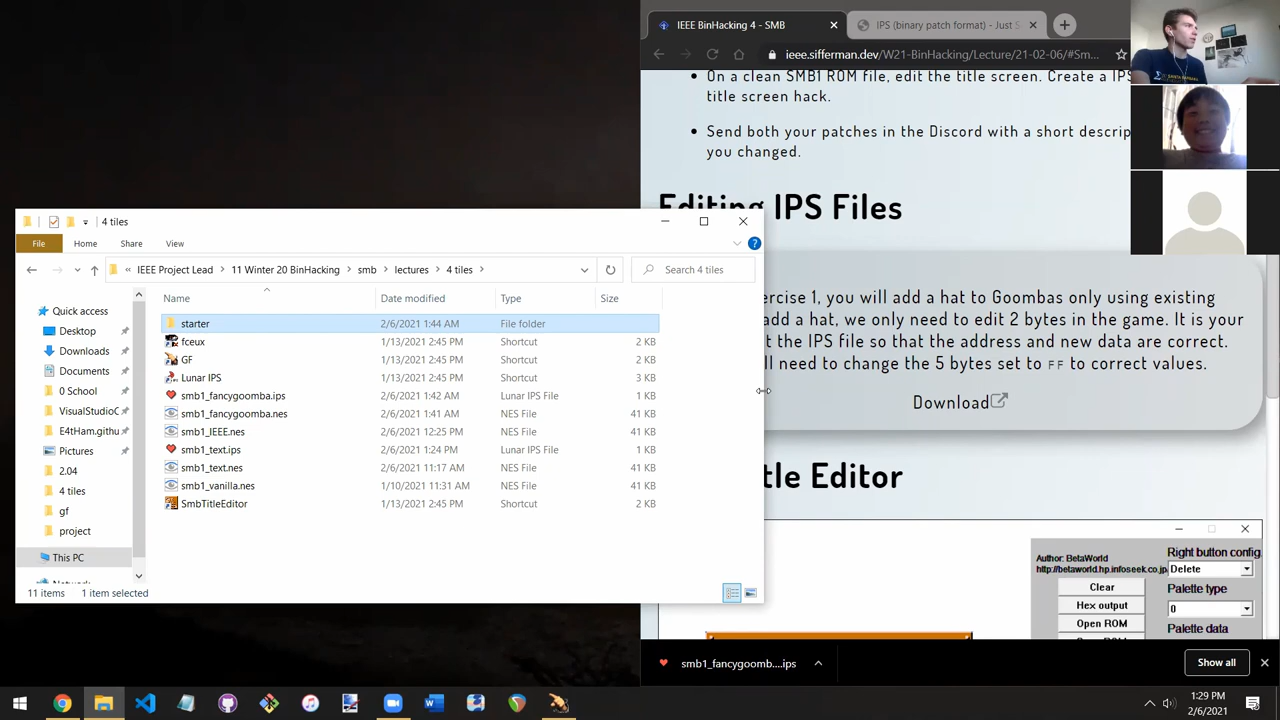 IEEE BinHacking 4 - SMB
IPS (binary patch format) - Just S
ieee.sifferman.dev/W21-BinHacking/Lecture/21-02-06/#Sm...
On a clean SMB1 ROM file, edit the title screen. Create a IPS
title screen hack.
Send both your patches in the Discord with a short descrip
you changed.
Editing IPS Files
ercise 1, you will add a hat to Goombas only using existing
add a hat, we only need to edit 2 bytes in the game. It is your
t the IPS file so that the address and new data are correct.
ll need to change the 5 bytes set to FF to correct values.
Download
tle Editor
Author: BetaWorld
http://betaworld.hp.infoseek.co.jp/
Right button config
Delete
Clear
Palette type
Hex output
0
Open ROM
Palette data
smb1_fancygoomb....ips
Show all
4 tiles
File
Home
Share
View
IEEE Project Lead
11 Winter 20 BinHacking
smb
lectures
4 tiles
Search 4 tiles
Name
Date modified
Type
Size
Quick access
Desktop
Downloads
Documents
0 School
VisualStudioC
E4tHam.githu
Pictures
2.04
4 tiles
gf
project
This PC
starter 2/6/2021 1:44 AM File folder
fceux 1/13/2021 2:45 PM Shortcut 2 KB
GF 1/13/2021 2:45 PM Shortcut 2 KB
Lunar IPS 1/13/2021 2:45 PM Shortcut 3 KB
smb1_fancygoomba.ips 2/6/2021 1:42 AM Lunar IPS File 1 KB
smb1_fancygoomba.nes 2/6/2021 1:41 AM NES File 41 KB
smb1_IEEE.nes 2/6/2021 12:25 PM NES File 41 KB
smb1_text.ips 2/6/2021 1:24 PM Lunar IPS File 1 KB
smb1_text.nes 2/6/2021 11:17 AM NES File 41 KB
smb1_vanilla.nes 1/10/2021 11:31 AM NES File 41 KB
SmbTitleEditor 1/13/2021 2:45 PM Shortcut 2 KB
11 items
1 item selected
1:29 PM
2/6/2021